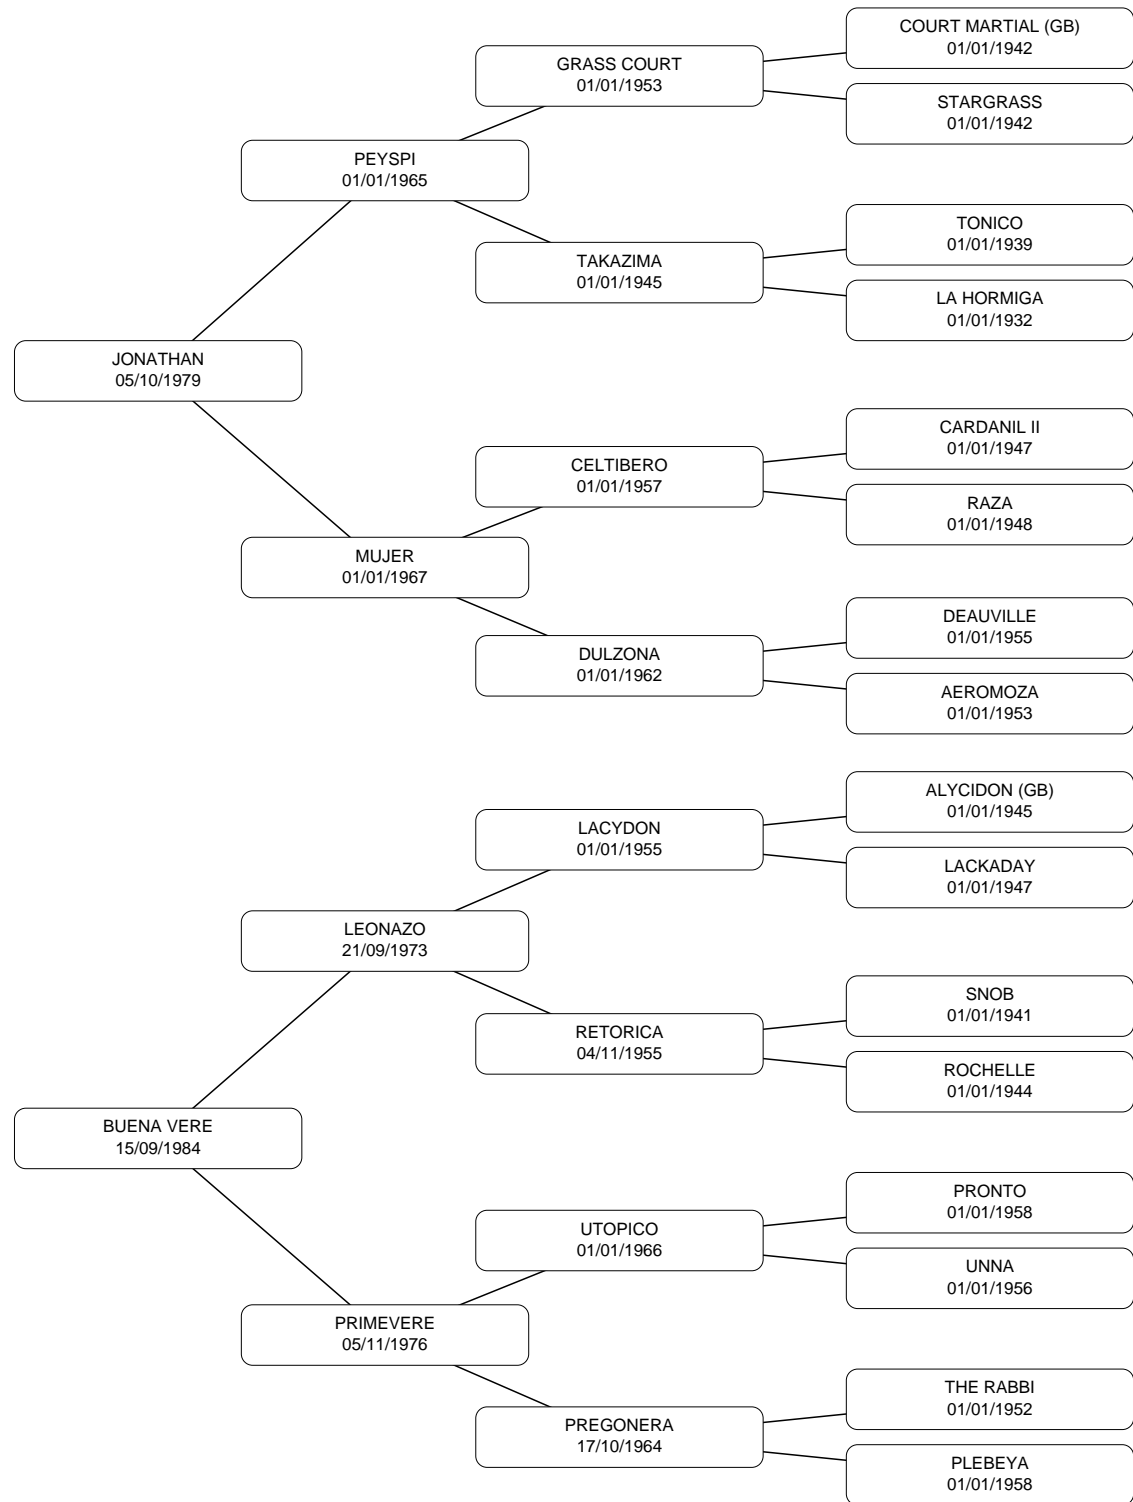 COURT MARTIAL (GB)
01/01/1942
GRASS COURT
01/01/1953
STARGRASS
01/01/1942
PEYSPI
01/01/1965
TONICO
01/01/1939
TAKAZIMA
01/01/1945
LA HORMIGA
01/01/1932
JONATHAN
05/10/1979
CARDANIL II
01/01/1947
CELTIBERO
01/01/1957
RAZA
01/01/1948
MUJER
01/01/1967
DEAUVILLE
01/01/1955
DULZONA
01/01/1962
AEROMOZA
01/01/1953
ALYCIDON (GB)
01/01/1945
LACYDON
01/01/1955
LACKADAY
01/01/1947
LEONAZO
21/09/1973
SNOB
01/01/1941
RETORICA
04/11/1955
ROCHELLE
01/01/1944
BUENA VERE
15/09/1984
PRONTO
01/01/1958
UTOPICO
01/01/1966
UNNA
01/01/1956
PRIMEVERE
05/11/1976
THE RABBI
01/01/1952
PREGONERA
17/10/1964
PLEBEYA
01/01/1958